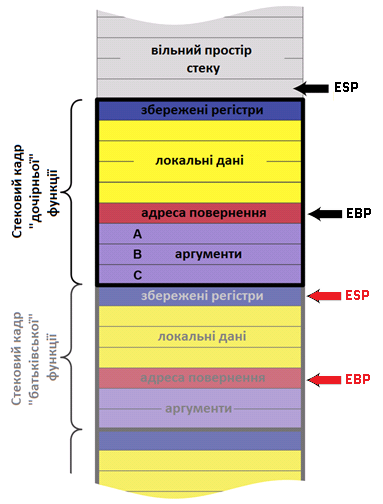 вільний простір
стеку
ESP
збережені регістри
локальні дані
адреса повернення
EBP
A
B
аргументи
C
Стековий кадр
"дочірньої"
функції
збережені регістри
ESP
локальні дані
адреса повернення
EBP
аргументи
Стековий кадр
"батьківської"
функції